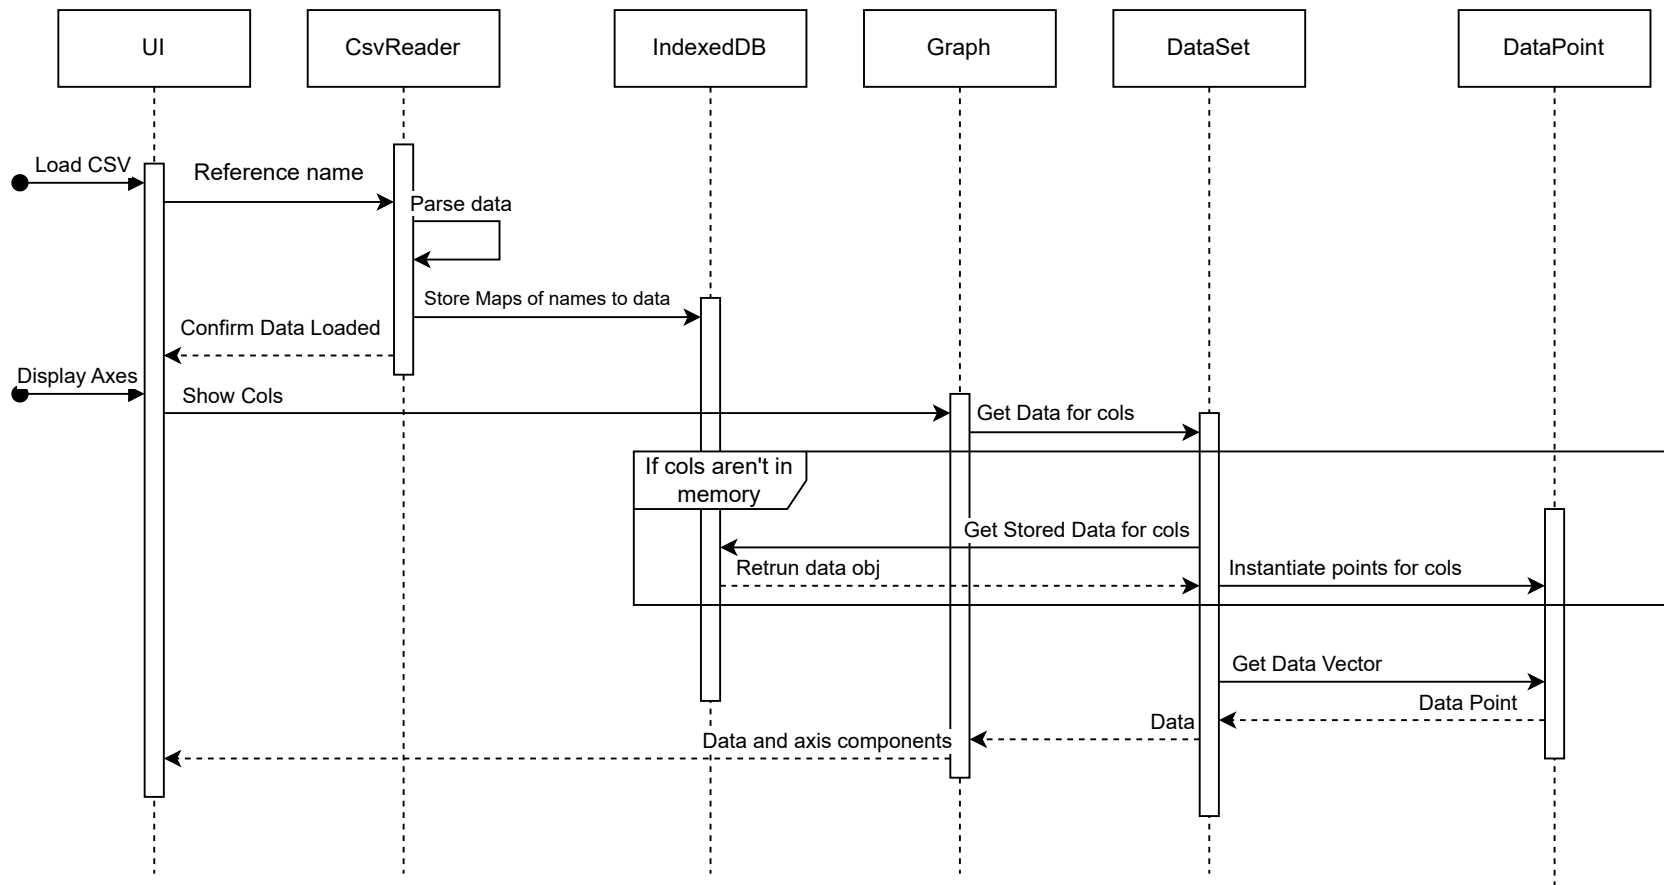 UI
CsvReader
IndexedDB
Graph
DataSet
DataPoint
Load CSV
Reference name
Parse data
Store Maps of names to data
Confirm Data Loaded
Display Axes
Show Cols
Get Data for cols
If cols aren't in
memory
Get Stored Data for cols
Retrun data obj
Instantiate points for cols
Get Data Vector
Data Point
Data
Data and axis components